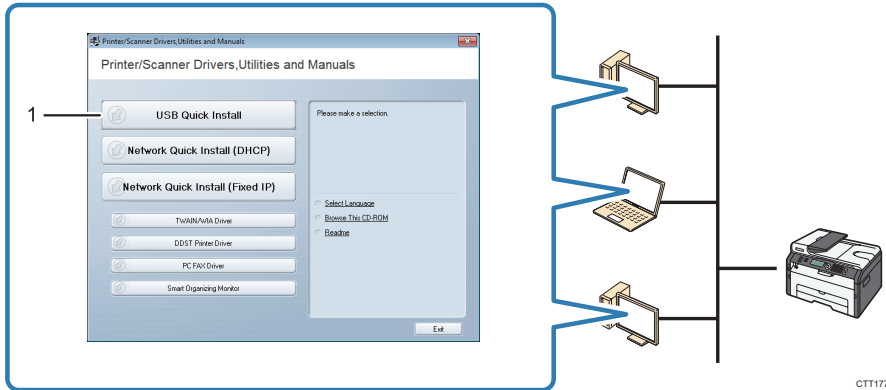 Printer/Scanner Drivers,Utilities and Manuals
Printer/Scanner Drivers,Utilities and Manuals
1
USB Quick Install
Network Quick Install (DHCP)
Network Quick Install (Fixed IP)
TWAIN/WIA Driver
DDST Printer Driver
PC FAX Driver
Smart Organizing Monitor
Please make a selection.
Select Language
Browse This CD-ROM
Readme
Exit
CTT177